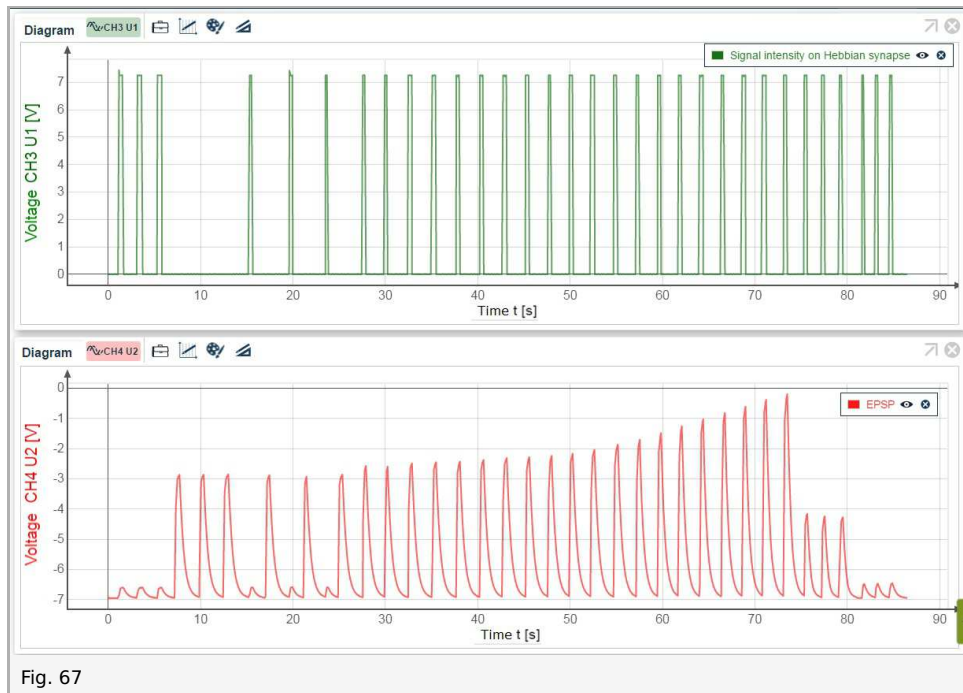 Diagram CH3 U1
Signal intensity on Hebbian synapse
Voltage CH3 U1 [V]
7
6
5
4
3
2
1
0
0 10 20 30 40 50 60 70 80 90
Time t [s]
Diagram CH4 U2
EPSP
Voltage CH4 U2 [V]
0
-1
-2
-3
-4
-5
-6
-7
0 10 20 30 40 50 60 70 80 90
Time t [s]
Fig. 67